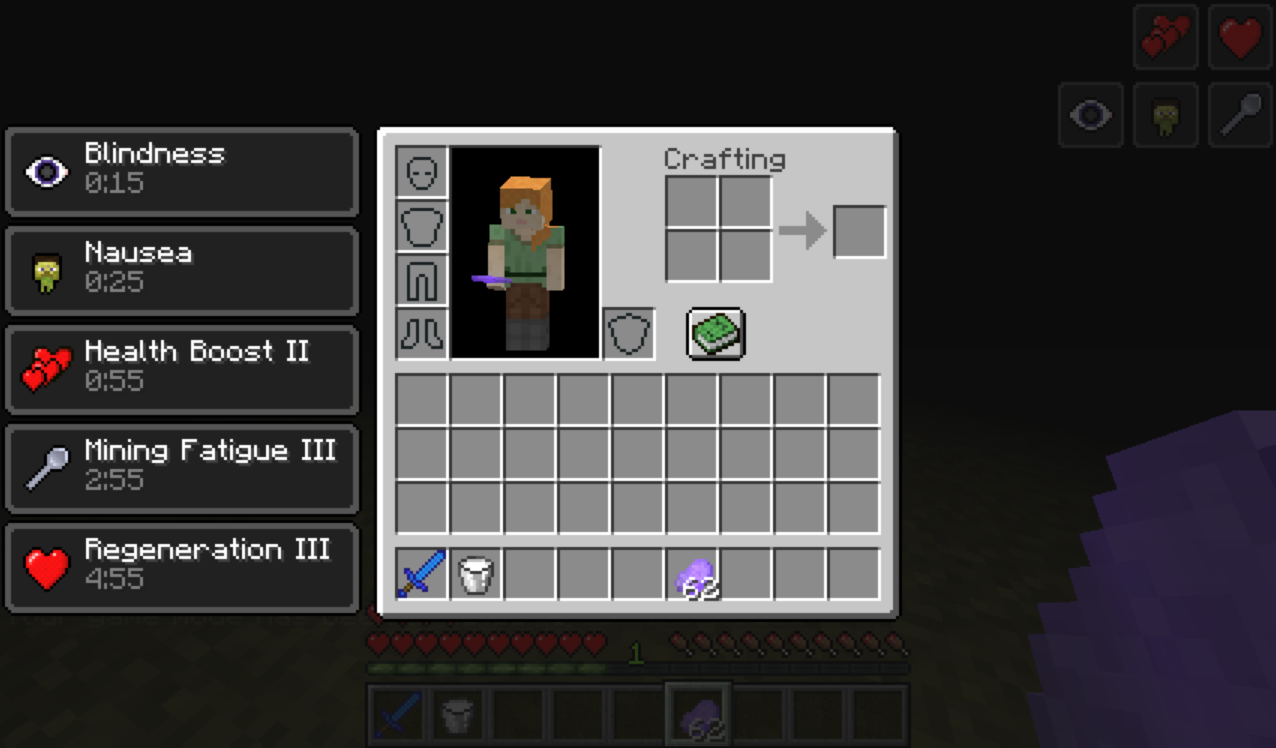 Blindness
0:15
Nausea
0:25
Health Boost II
0:55
Mining Fatigue III
2:55
Regeneration III
4:55
Crafting
62
1
62